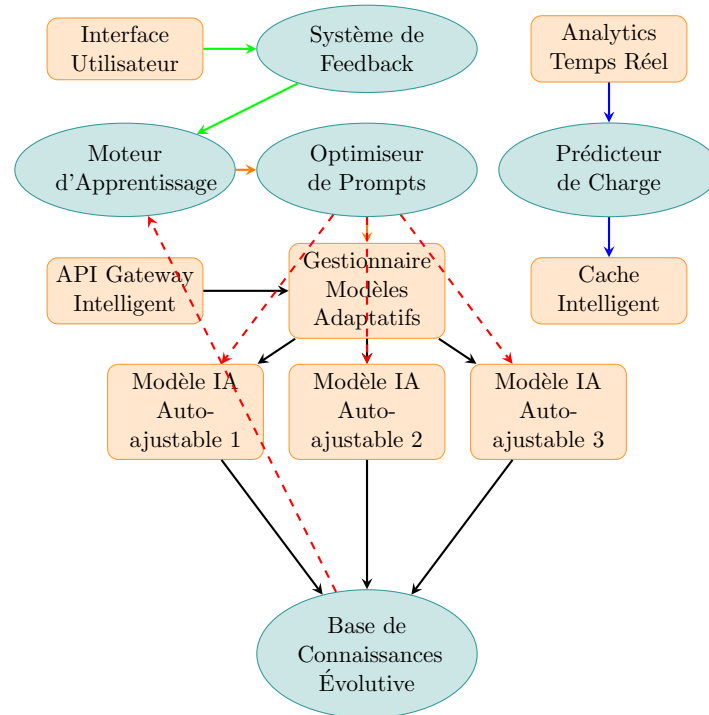 Interface
Utilisateur
Système de
Feedback
Analytics
Temps Réel
Moteur
d'Apprentissage
Optimiseur
de Prompts
Prédicteur
de Charge
API Gateway
Intelligent
Gestionnaire
Modèles
Adaptatifs
Cache
Intelligent
Modèle IA
Auto-
ajustable 1
Modèle IA
Auto-
ajustable 2
Modèle IA
Auto-
ajustable 3
Base de
Connaissances
Évolutive